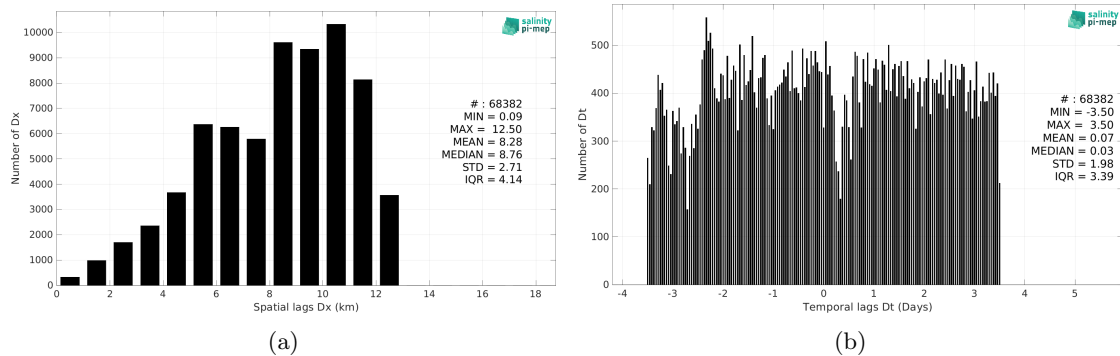 10000
9000
8000
7000
6000
5000
4000
3000
2000
1000
0
Number of Dx
salinity
pi-mep
# : 68382
MIN = 0.09
MAX = 12.50
MEAN = 8.28
MEDIAN = 8.76
STD = 2.71
IQR = 4.14
0 2 4 6 8 10 12 14 16 18
Spatial lags Dx (km)
(a)
500
400
300
200
100
0
Number of Dt
salinity
pi-mep
# : 68382
MIN = -3.50
MAX = 3.50
MEAN = 0.07
MEDIAN = 0.03
STD = 1.98
IQR = 3.39
-4 -3 -2 -1 0 1 2 3 4 5
Temporal lags Dt (Days)
(b)